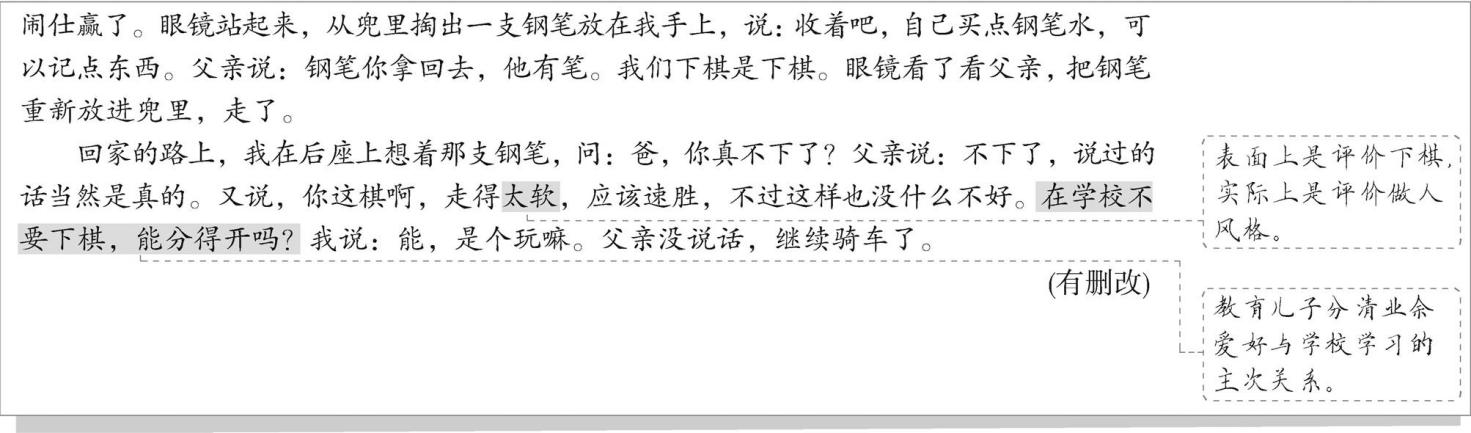 闹仕赢了。眼镜站起来，从兜里掏出一支钢笔放在我手上，说：收着吧，自己买点钢笔水，可
以记点东西。父亲说：钢笔你拿回去，他有笔。我们下棋是下棋。眼镜看了看父亲，把钢笔
重新放进兜里，走了。
回家的路上，我在后座上想着那支钢笔，问：爸，你真不下了？父亲说：不下了，说过的
话当然是真的。又说，你这棋啊，走得太软，应该速胜，不过这样也没什么不好。在学校不
要下棋，能分得开吗？我说：能，是个玩嘛。父亲没说话，继续骑车了。
(有删改)
表面上是评价下棋，
实际上是评价做人
风格。
教育儿子分清业余
爱好与学校学习的
主次关系。